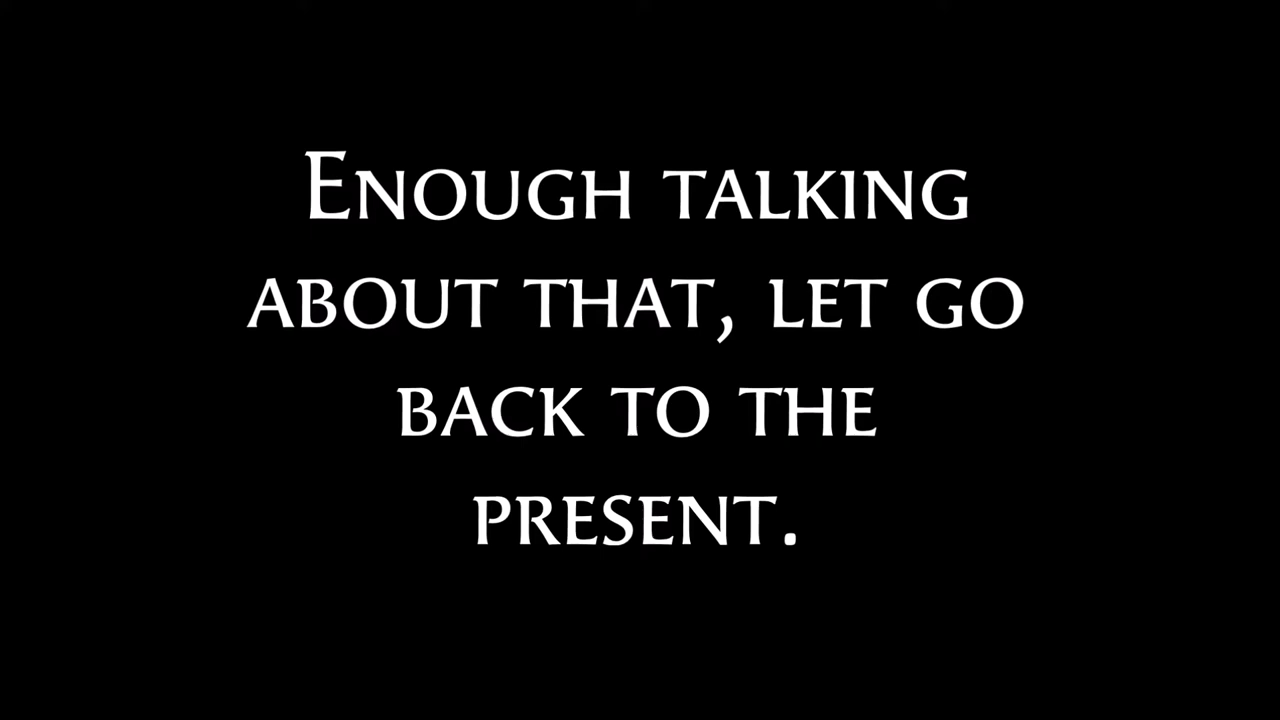 Enough talking
about that, let go
back to the
present.